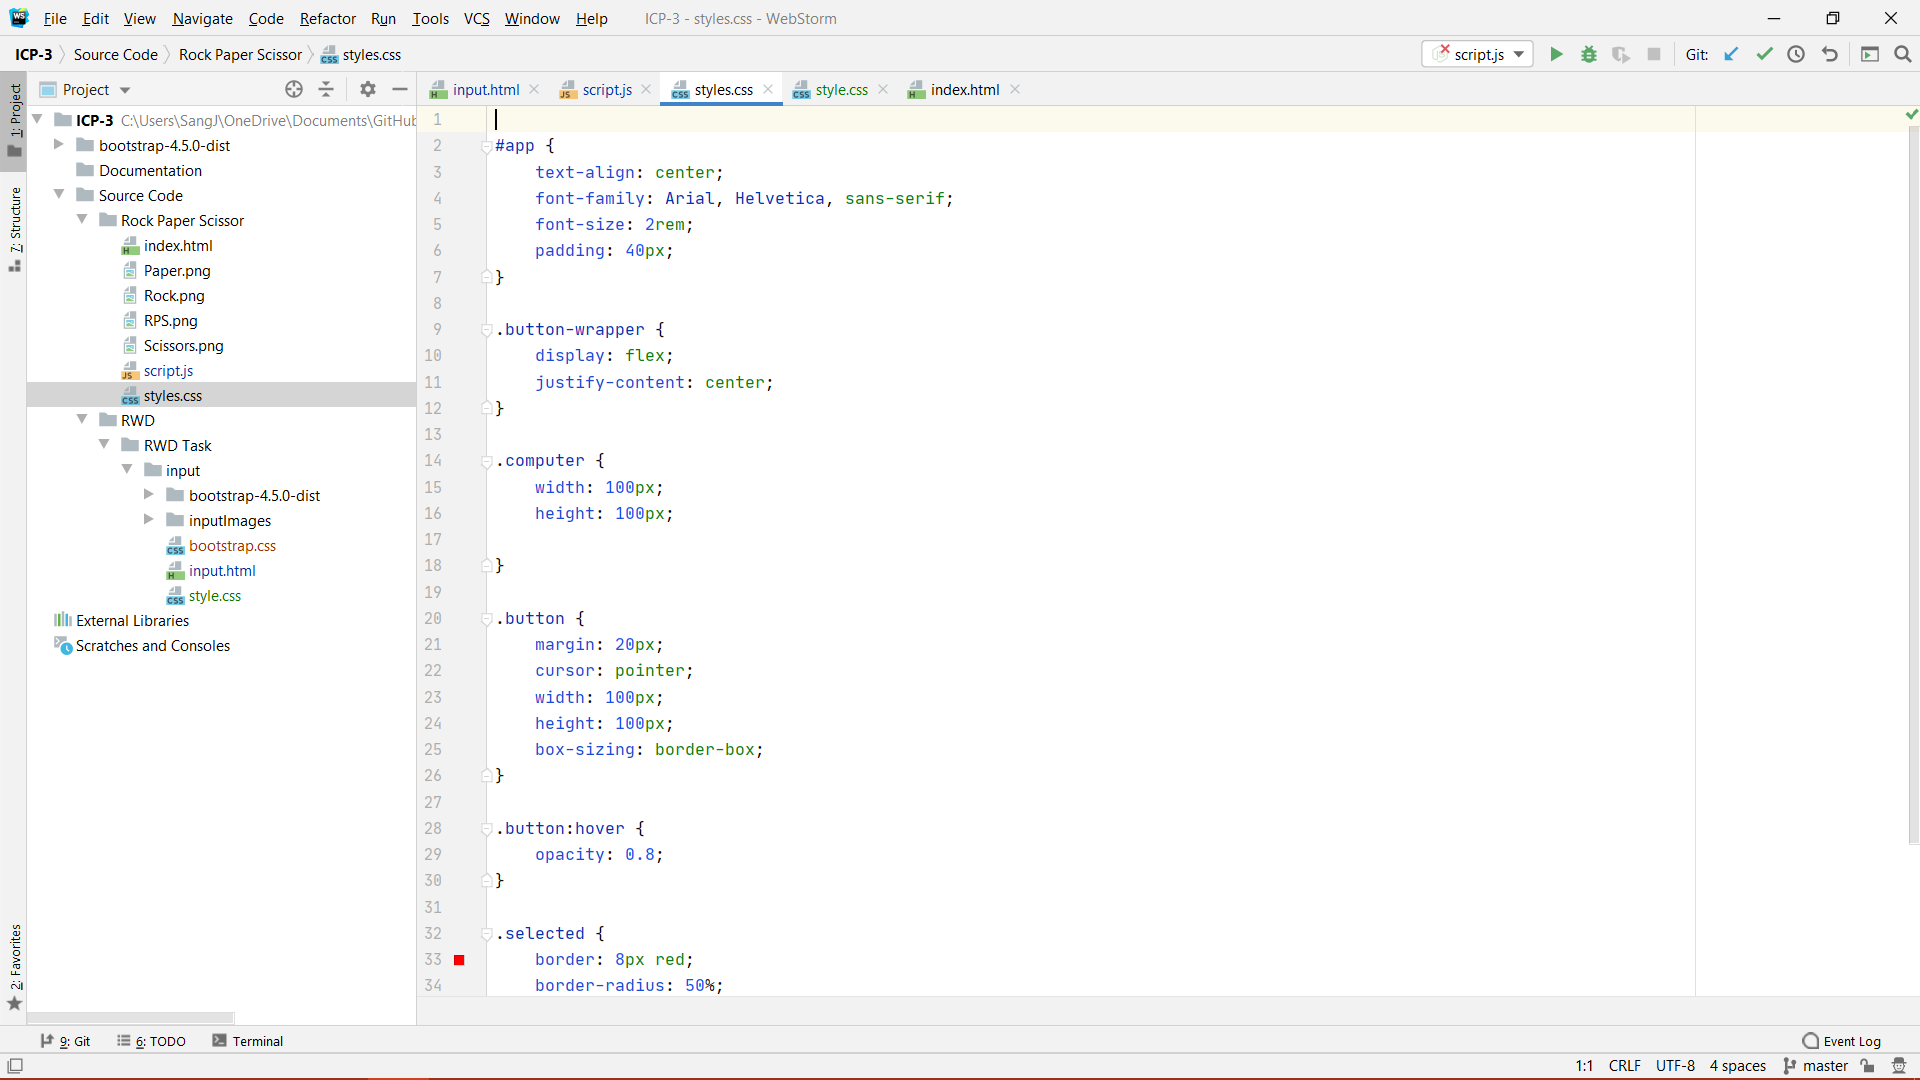 File Edit View Navigate Code Refactor Run Tools VCS Window Help ICP-3 - styles.css - WebStorm
ICP-3 Source Code Rock Paper Scissor styles.css script.js Git:
1: Project
7: Structure
2: Favorites
Project
ICP-3 C:\Users\SangJ\OneDrive\Documents\GitHub
bootstrap-4.5.0-dist
Documentation
Source Code
Rock Paper Scissor
index.html
Paper.png
Rock.png
RPS.png
Scissors.png
script.js
styles.css
RWD
RWD Task
input
bootstrap-4.5.0-dist
inputImages
bootstrap.css
input.html
style.css
External Libraries
Scratches and Consoles
input.html script.js styles.css style.css index.html
1
2 #app {
3 text-align: center;
4 font-family: Arial, Helvetica, sans-serif;
5 font-size: 2rem;
6 padding: 40px;
7 }
8
9 .button-wrapper {
10 display: flex;
11 justify-content: center;
12 }
13
14 .computer {
15 width: 100px;
16 height: 100px;
17
18 }
19
20 .button {
21 margin: 20px;
22 cursor: pointer;
23 width: 100px;
24 height: 100px;
25 box-sizing: border-box;
26 }
27
28 .button:hover {
29 opacity: 0.8;
30 }
31
32 .selected {
33 border: 8px red;
34 border-radius: 50%;
9: Git 6: TODO Terminal Event Log
1:1 CRLF UTF-8 4 spaces master